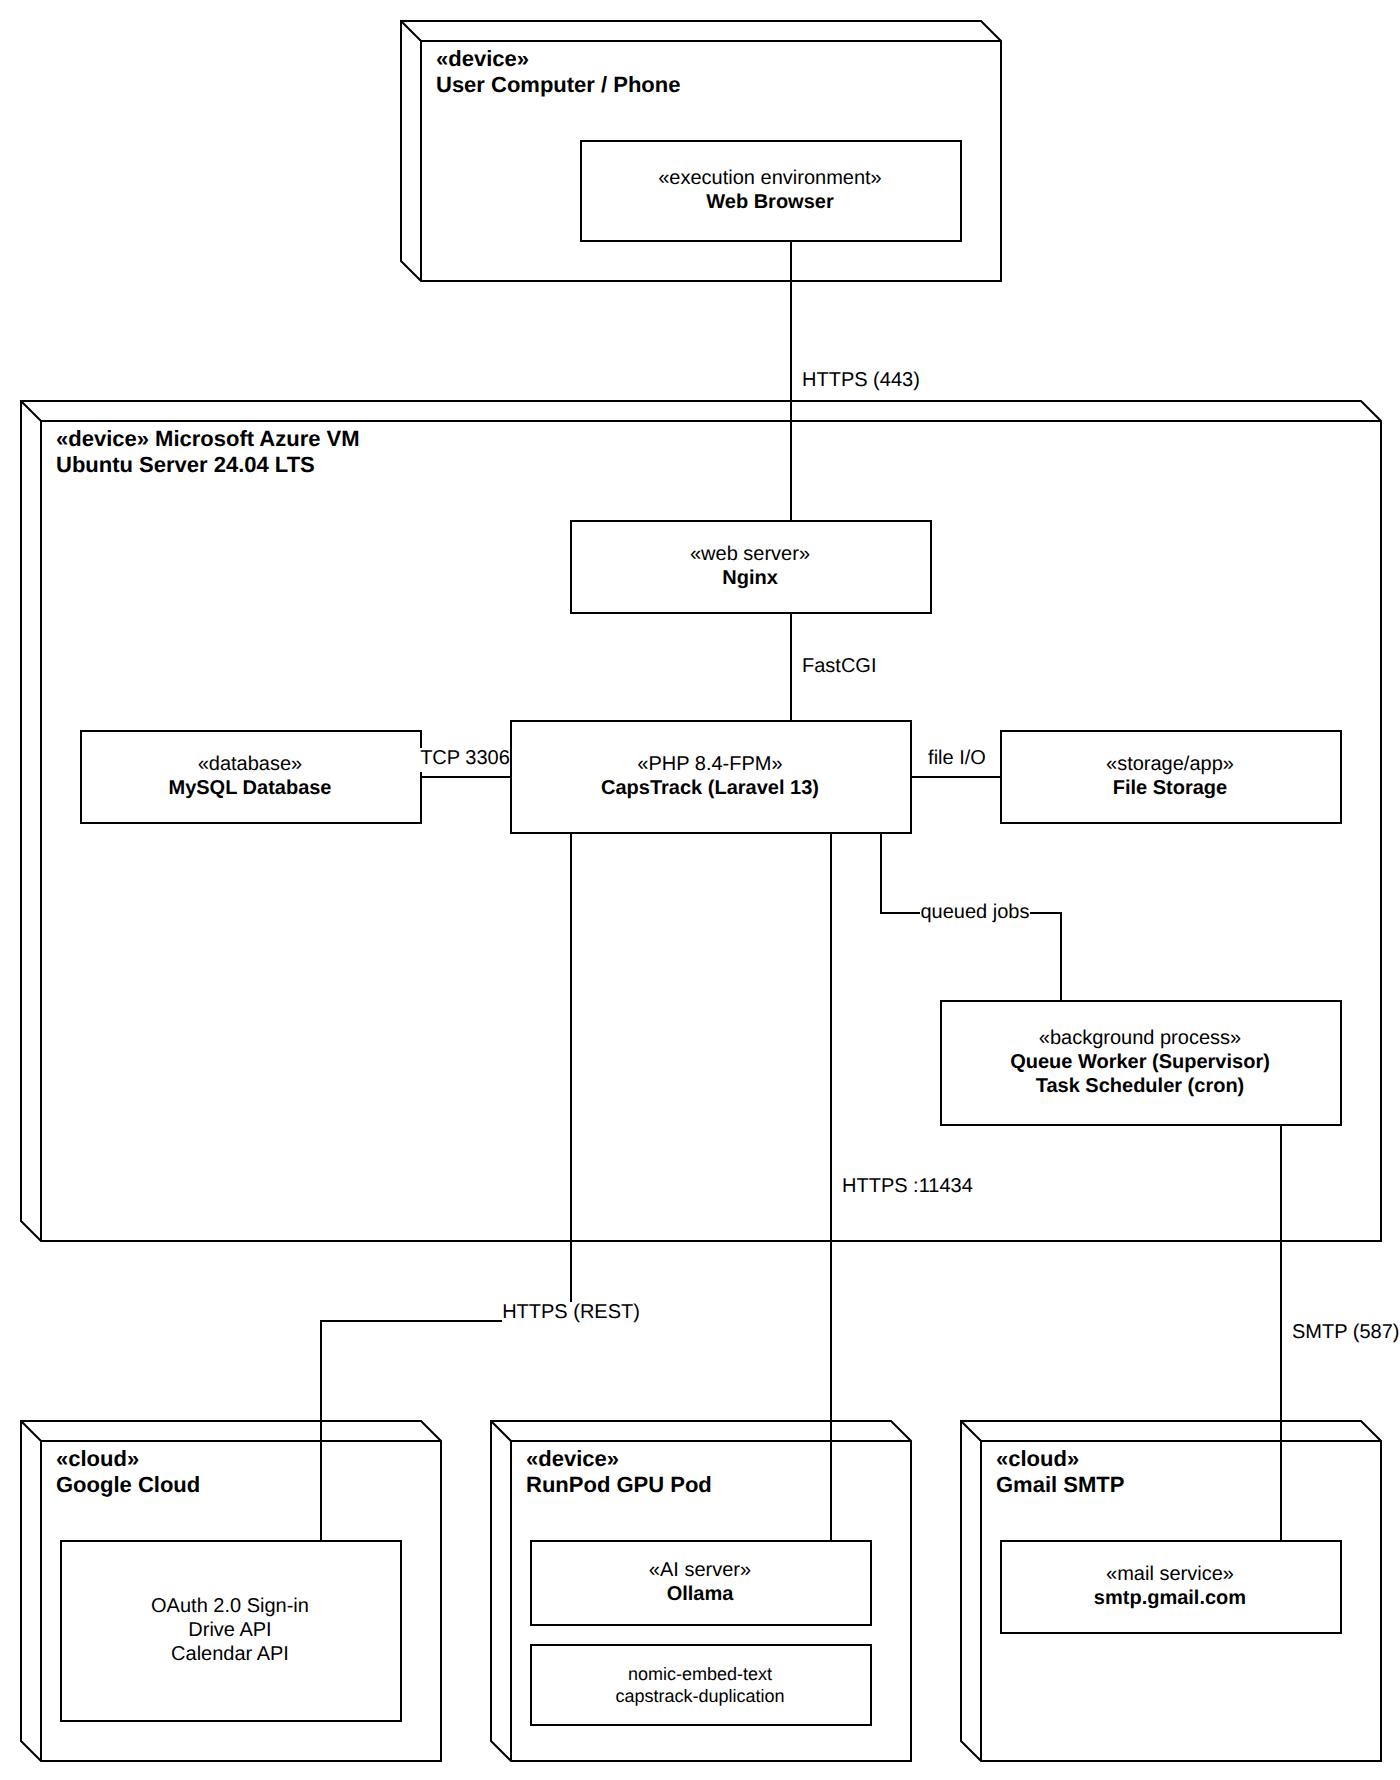 «device»
User Computer / Phone
«execution environment»
Web Browser
HTTPS (443)
«device» Microsoft Azure VM
Ubuntu Server 24.04 LTS
«web server»
Nginx
FastCGI
«database»
MySQL Database
TCP 3306
«PHP 8.4-FPM»
CapsTrack (Laravel 13)
file I/O
«storage/app»
File Storage
queued jobs
«background process»
Queue Worker (Supervisor)
Task Scheduler (cron)
HTTPS :11434
HTTPS (REST)
SMTP (587)
«cloud»
Google Cloud
OAuth 2.0 Sign-in
Drive API
Calendar API
«device»
RunPod GPU Pod
«AI server»
Ollama
nomic-embed-text
capstrack-duplication
«cloud»
Gmail SMTP
«mail service»
smtp.gmail.com